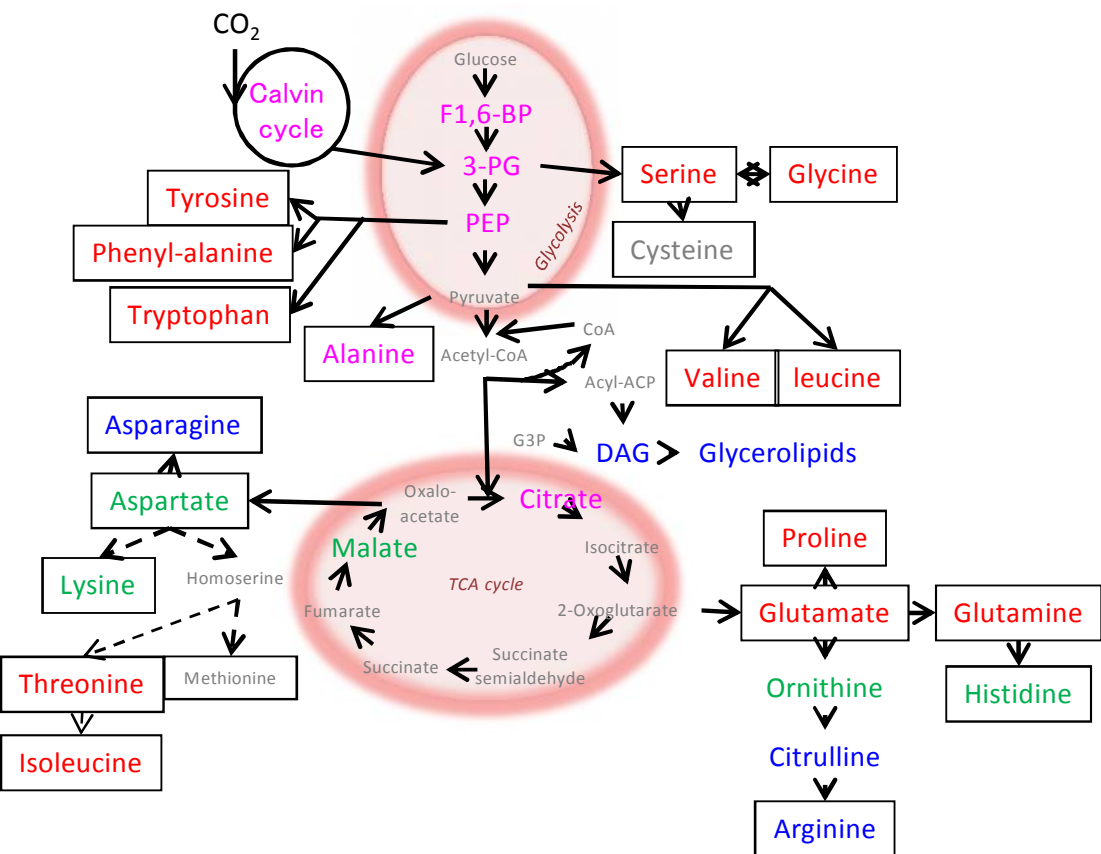 CO₂
Calvin
cycle
Glucose
F1,6-BP
3-PG
PEP
Glycolysis
Pyruvate
Serine
Glycine
Cysteine
Tyrosine
Phenyl-alanine
Tryptophan
Alanine
Acetyl-CoA
CoA
Acyl-ACP
Valine
leucine
G3P
DAG
Glycerolipids
Asparagine
Aspartate
Lysine
Homoserine
Threonine
Methionine
Isoleucine
Oxalo-
acetate
Citrate
Malate
Isocitrate
TCA cycle
Fumarate
2-Oxoglutarate
Succinate
Succinate
semialdehyde
Proline
Glutamate
Glutamine
Ornithine
Histidine
Citrulline
Arginine